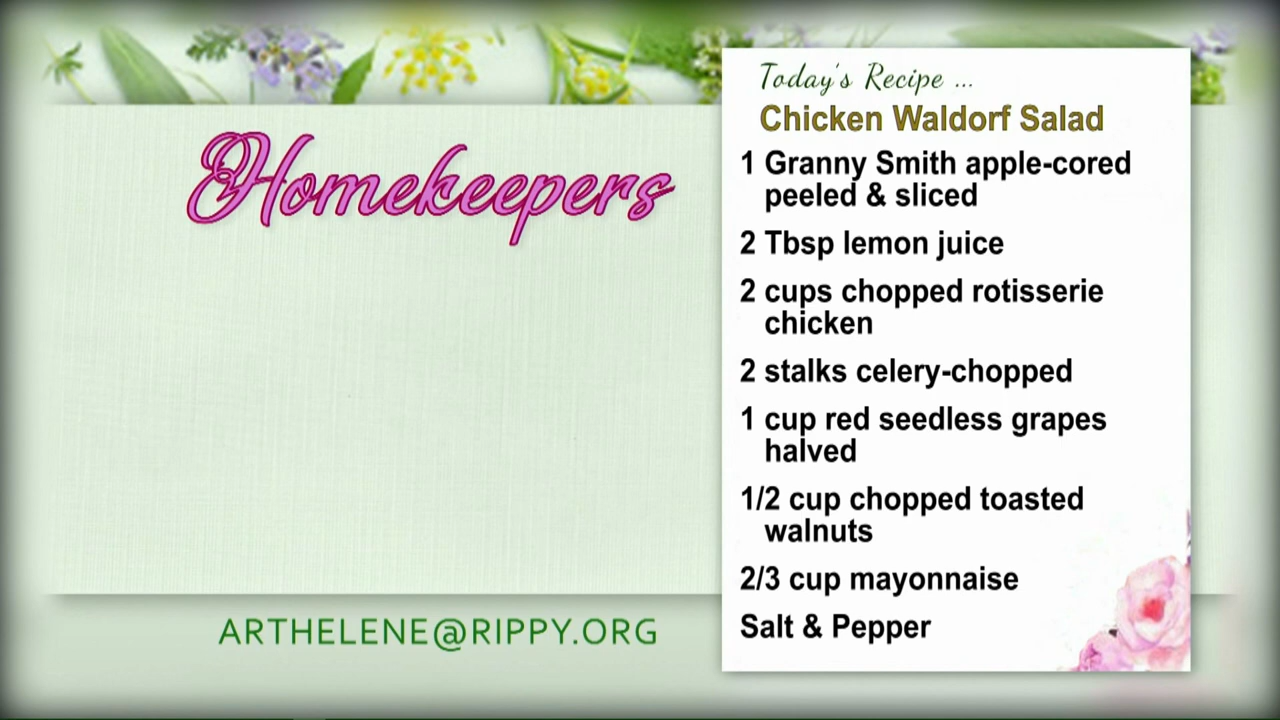 Homekeepers
ARTHELENE@RIPPY.ORG
Today's Recipe ...
Chicken Waldorf Salad
1 Granny Smith apple-cored
peeled & sliced
2 Tbsp lemon juice
2 cups chopped rotisserie
chicken
2 stalks celery-chopped
1 cup red seedless grapes
halved
1/2 cup chopped toasted
walnuts
2/3 cup mayonnaise
Salt & Pepper